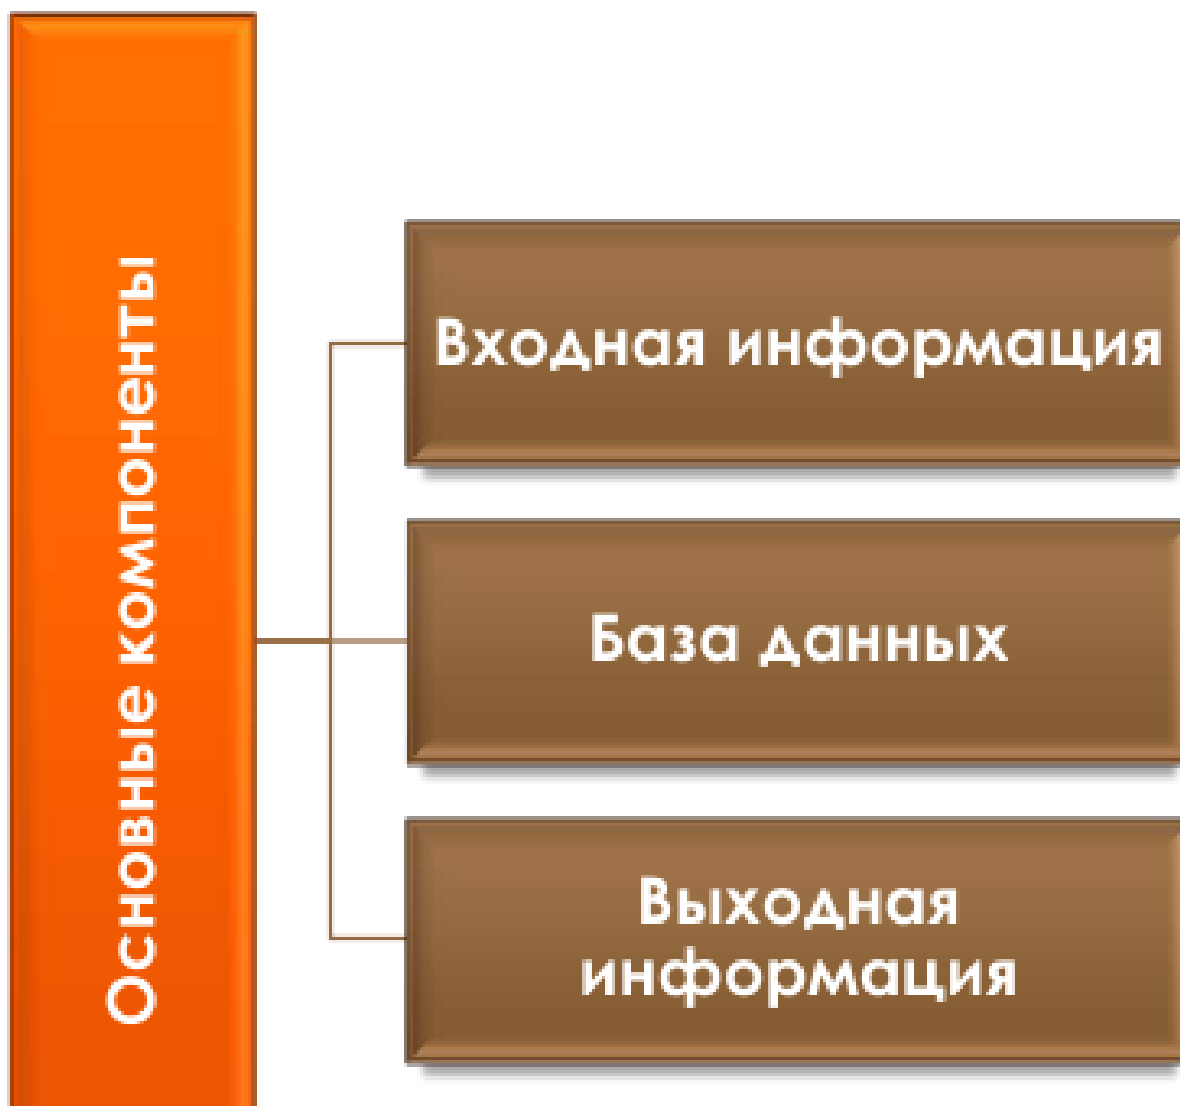 Основные компоненты
Входная информация
База данных
Выходная
информация